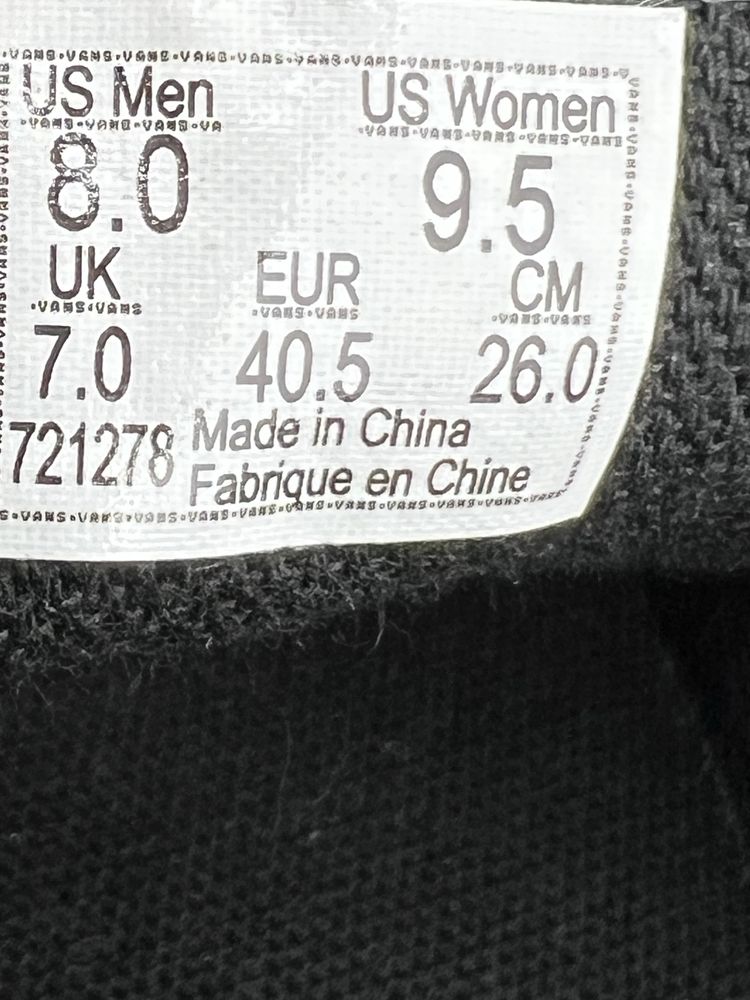 US Men US Women
8.0 9.5
UK EUR CM
7.0 40.5 26.0
721278 Made in China
Fabrique en Chine